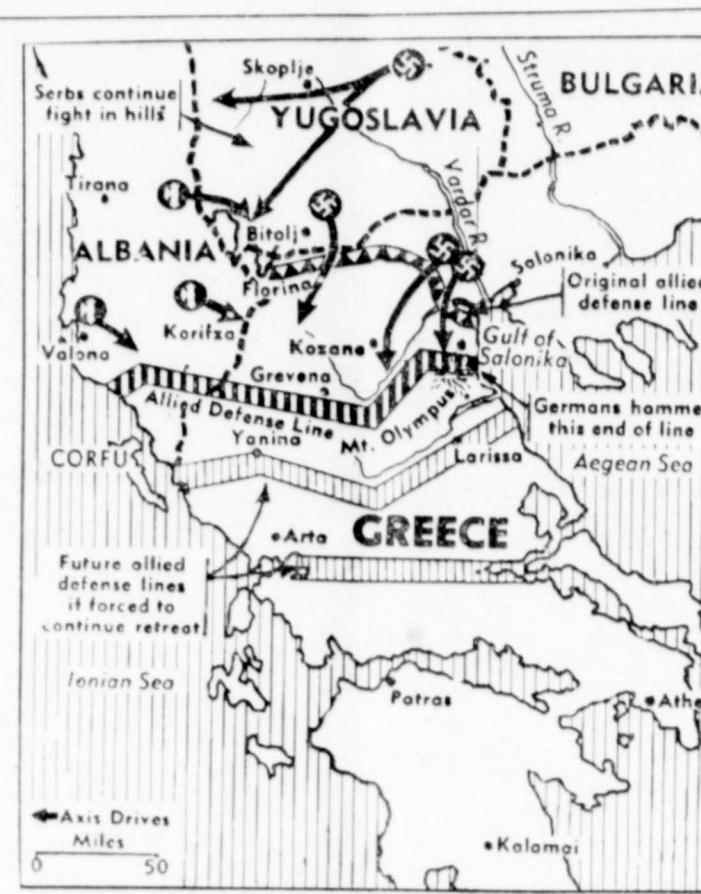 Skoplje
Struma R.
BULGARI
Serbs continue
fight in hills
YUGOSLAVIA
Tirana
Vardar R.
Bitolj
ALBANIA
Salonika
Florina
Original allied
defense line
Koritza
Valona
Kozane
Gulf of
Salonika
Grevena
Allied Defense Line
Mt. Olympus
Germans hamme
this end of line
Yanina
CORFU
Larissa
Aegean Sea
GREECE
Arta
Future allied
defense lines
if forced to
continue retreat
Ionian Sea
Patras
Athe
Axis Drives
Miles
0 50
Kalamai